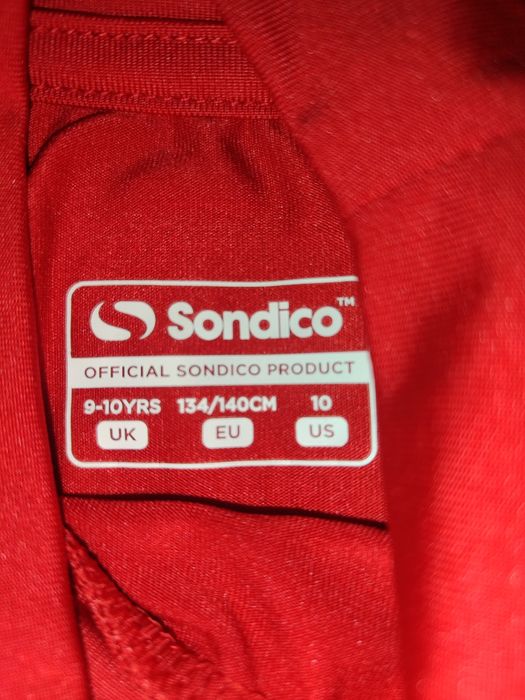 Sondico™
OFFICIAL SONDICO PRODUCT
9-10YRS 134/140CM 10
UK EU US